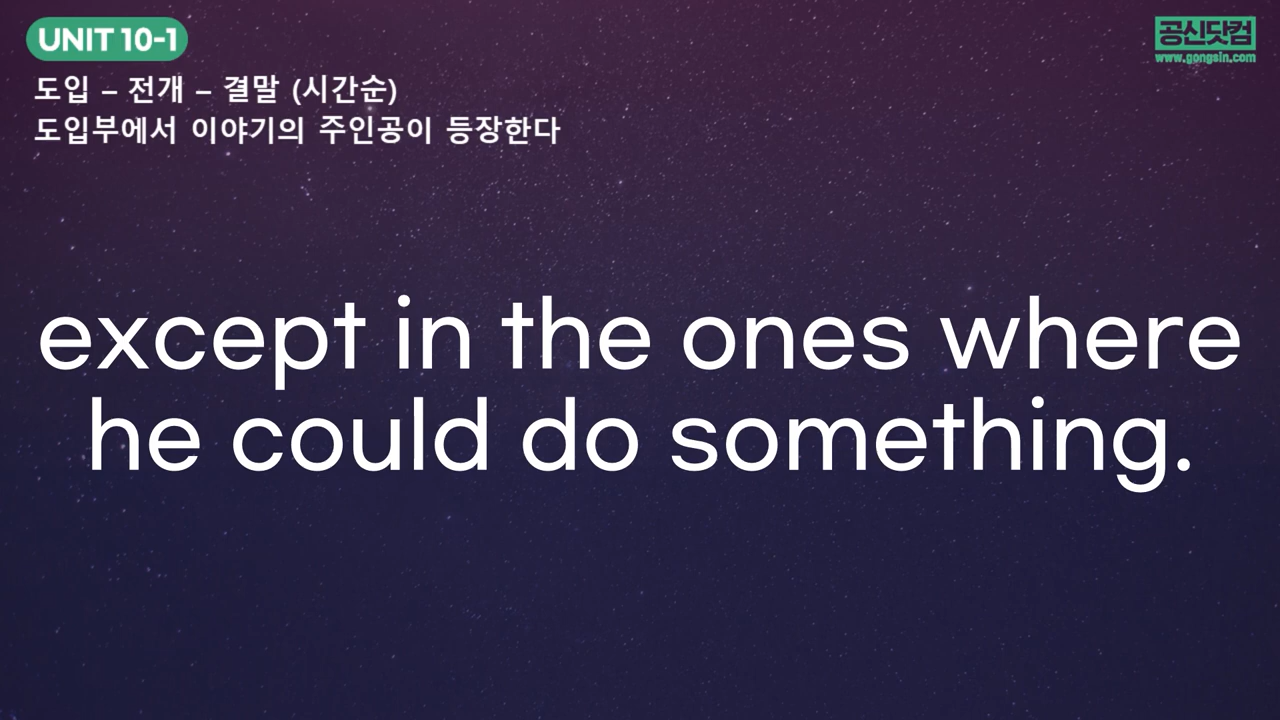 UNIT 10-1
공신닷컴
www.gongsin.com
도입 – 전개 – 결말 (시간순)
도입부에서 이야기의 주인공이 등장한다
except in the ones where
he could do something.